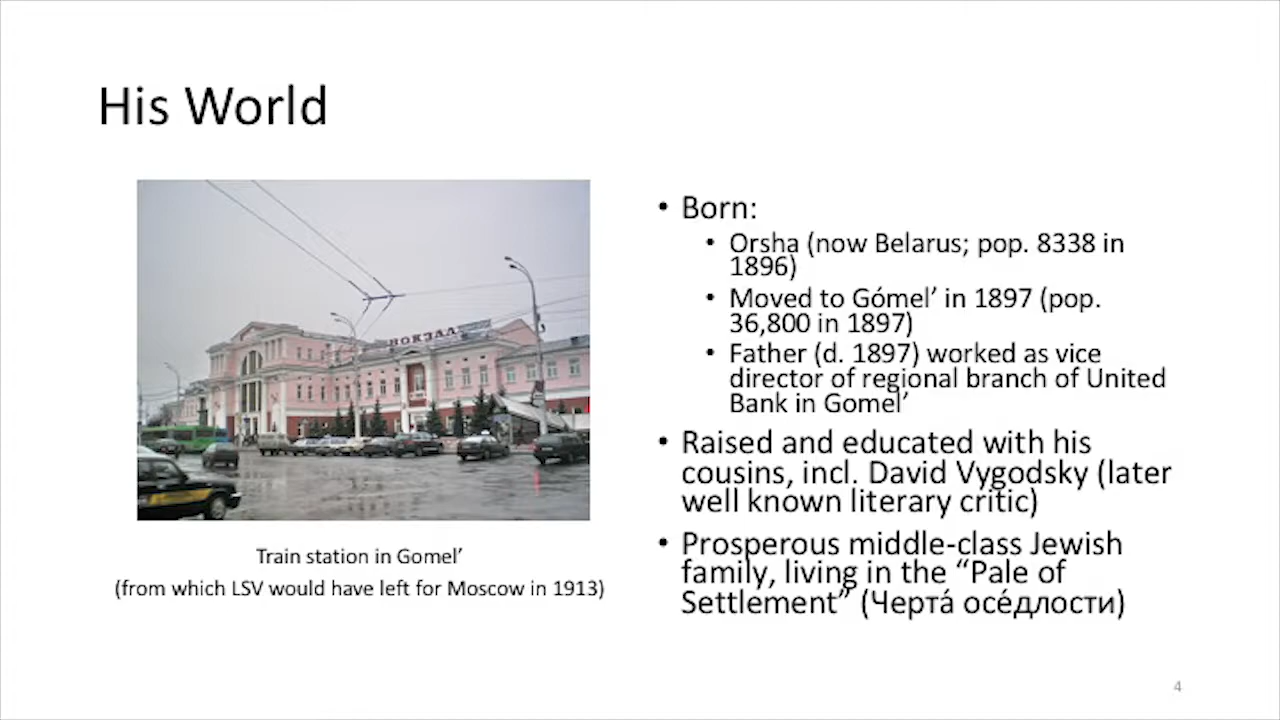 His World
ВОКЗАЛ
Train station in Gomel’
(from which LSV would have left for Moscow in 1913)
• Born:
• Orsha (now Belarus; pop. 8338 in
1896)
• Moved to Gómel’ in 1897 (pop.
36,800 in 1897)
• Father (d. 1897) worked as vice
director of regional branch of United
Bank in Gomel’
• Raised and educated with his
cousins, incl. David Vygodsky (later
well known literary critic)
• Prosperous middle-class Jewish
family, living in the “Pale of
Settlement” (Черта́ осе́длости)
4